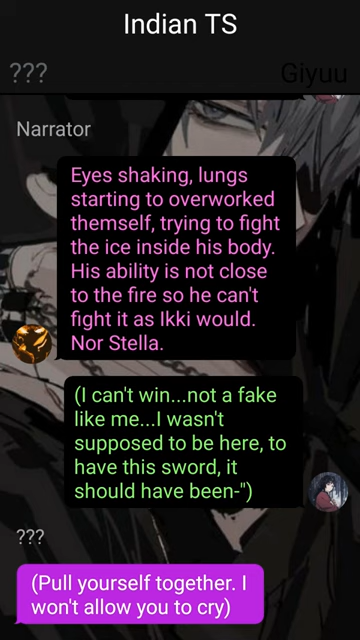 Indian TS
??? Giyuu
Narrator
Eyes shaking, lungs
starting to overworked
themself, trying to fight
the ice inside his body.
His ability is not close
to the fire so he can't
fight it as Ikki would.
Nor Stella.
(I can't win...not a fake
like me...I wasn't
supposed to be here, to
have this sword, it
should have been-")
???
(Pull yourself together. I
won't allow you to cry)